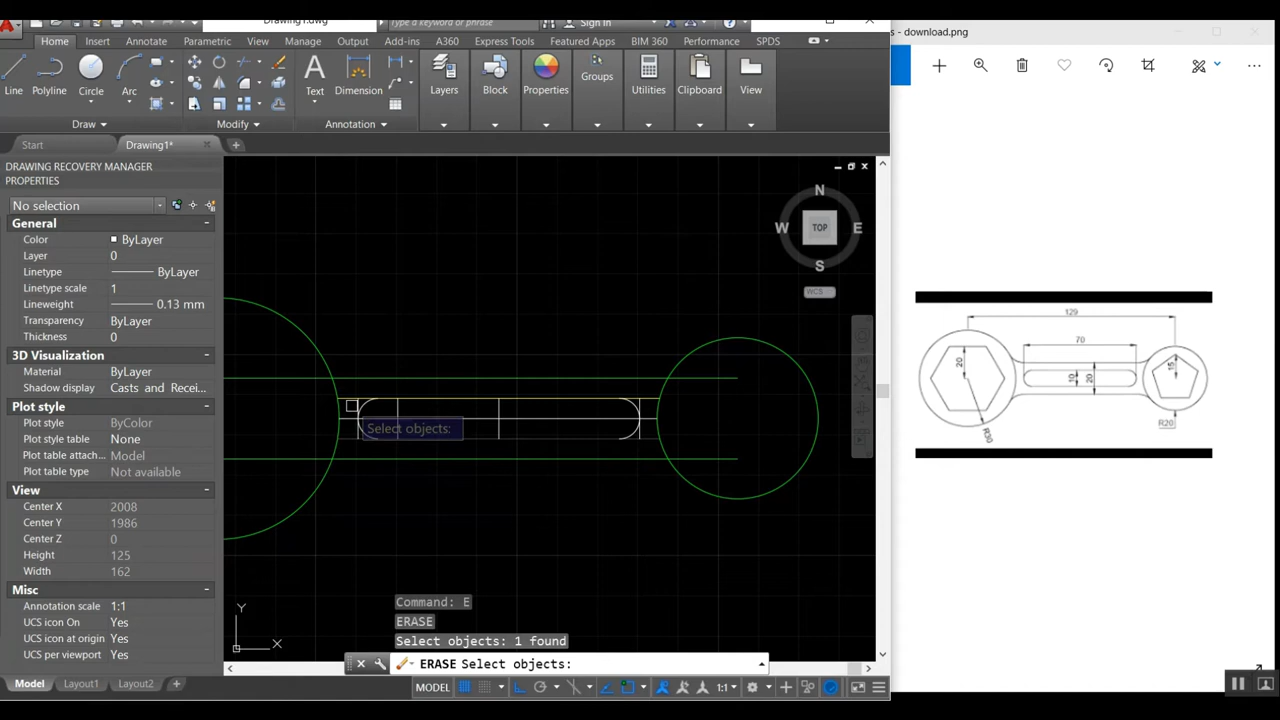 Drawing1.dwg
Type a keyword or phrase
Sign In
s - download.png
Home Insert Annotate Parametric View Manage Output Add-ins A360 Express Tools Featured Apps BIM 360 Performance SPDS
Line Polyline Circle Arc Text Dimension Layers Block Properties Groups Utilities Clipboard View
Draw Modify Annotation
Start Drawing1*
DRAWING RECOVERY MANAGER
PROPERTIES
No selection
General
Color ByLayer
Layer 0
Linetype ByLayer
Linetype scale 1
Lineweight 0.13 mm
Transparency ByLayer
Thickness 0
3D Visualization
Material ByLayer
Shadow display Casts and Recei...
Plot style
Plot style ByColor
Plot style table None
Plot table attach... Model
Plot table type Not available
View
Center X 2008
Center Y 1986
Center Z 0
Height 125
Width 162
Misc
Annotation scale 1:1
UCS icon On Yes
UCS icon at origin Yes
UCS per viewport Yes
N
W TOP E
S
WCS
Select objects:
Y
X
Command: E
ERASE
Select objects: 1 found
ERASE Select objects:
Model Layout1 Layout2
MODEL 1:1
129
70
20 10 20 15
R30
R20